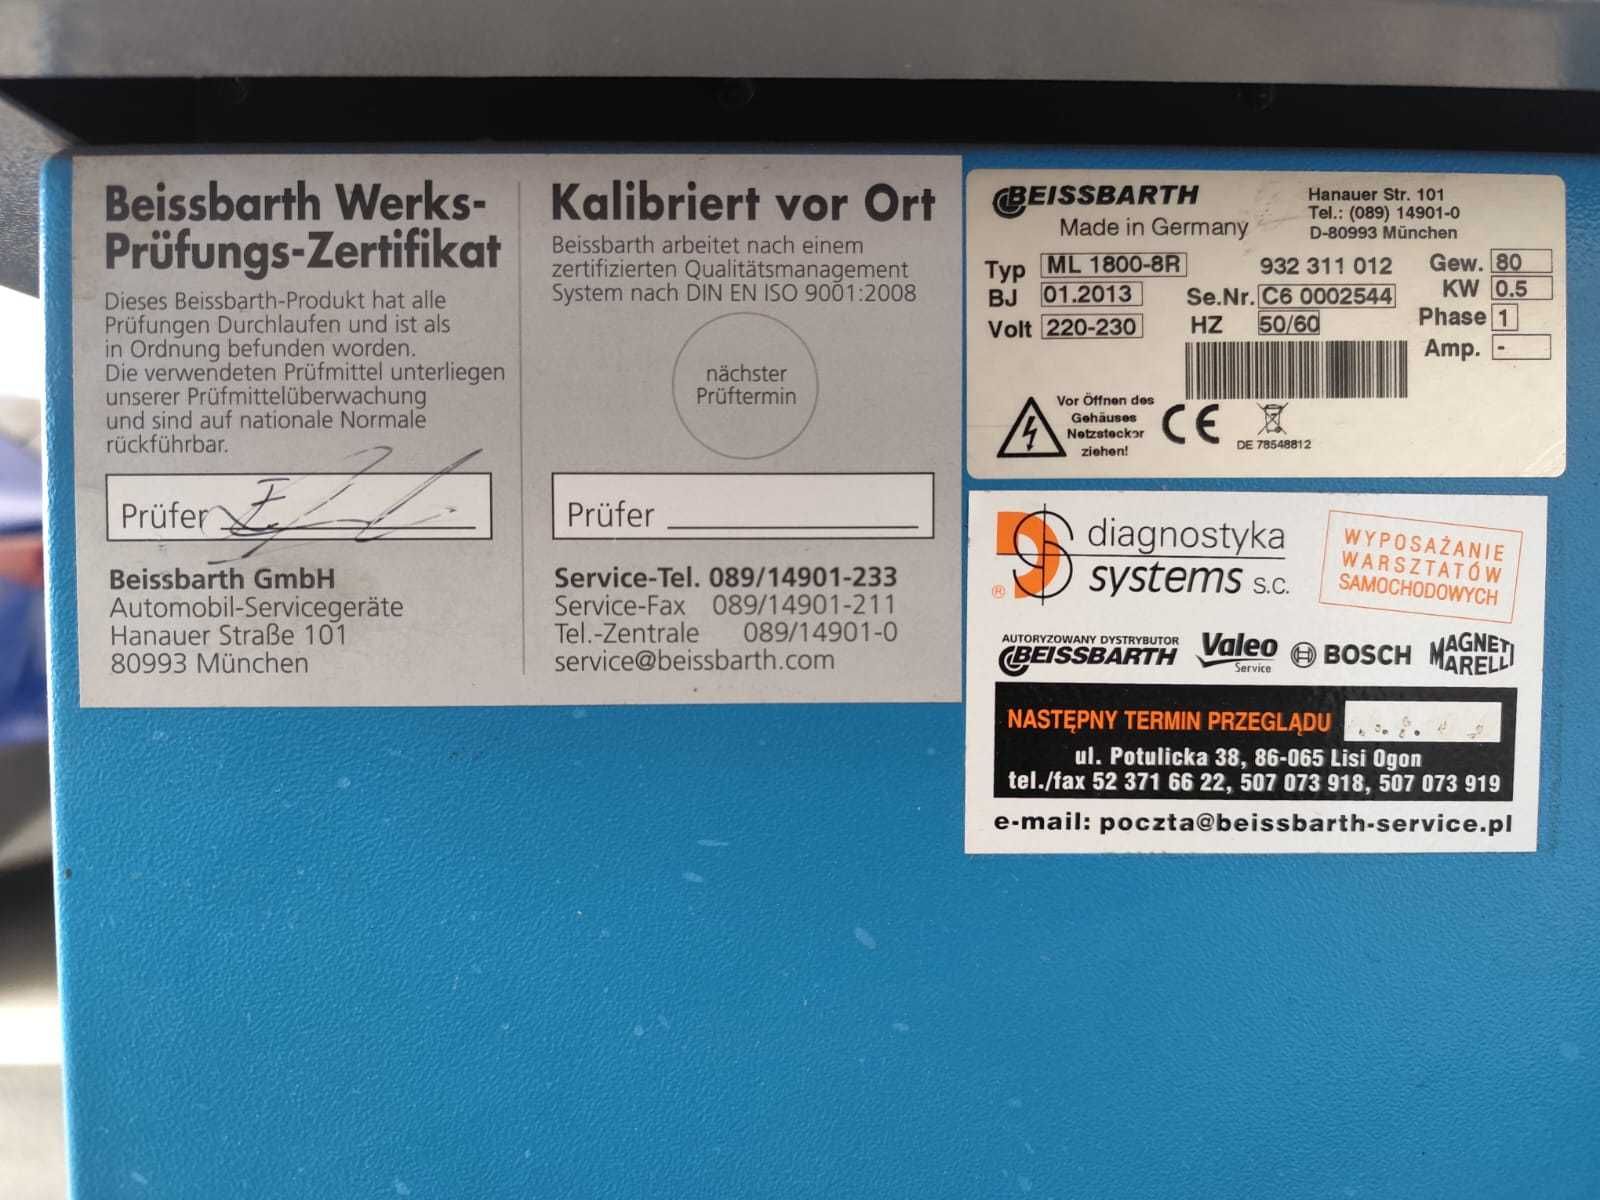 Beissbarth Werks-
Prüfungs-Zertifikat
Dieses Beissbarth-Produkt hat alle
Prüfungen Durchlaufen und ist als
in Ordnung befunden worden.
Die verwendeten Prüfmittel unterliegen
unserer Prüfmittelüberwachung
und sind auf nationale Normale
rückführbar.
Prüfer
Beissbarth GmbH
Automobil-Servicegeräte
Hanauer Straße 101
80993 München
Kalibriert vor Ort
Beissbarth arbeitet nach einem
zertifizierten Qualitätsmanagement
System nach DIN EN ISO 9001:2008
nächster
Prüftermin
Prüfer
Service-Tel. 089/14901-233
Service-Fax 089/14901-211
Tel.-Zentrale 089/14901-0
service@beissbarth.com
BEISSBARTH
Made in Germany
Hanauer Str. 101
Tel.: (089) 14901-0
D-80993 München
Typ ML 1800-8R 932 311 012 Gew. 80
BJ 01.2013 Se.Nr. C6 0002544 KW 0.5
Volt 220-230 HZ 50/60 Phase 1
Amp. -
Vor Öffnen des
Gehäuses
Netzstecker
ziehen!
CE
DE 78548812
DS diagnostyka
systems s.c.
®
WYPOSAŻANIE
WARSZTATÓW
SAMOCHODOWYCH
AUTORYZOWANY DYSTRYBUTOR
BEISSBARTH
Valeo
Service
BOSCH
MAGNETI
MARELLI
NASTĘPNY TERMIN PRZEGLĄDU
ul. Potulicka 38, 86-065 Lisi Ogon
tel./fax 52 371 66 22, 507 073 918, 507 073 919
e-mail: poczta@beissbarth-service.pl